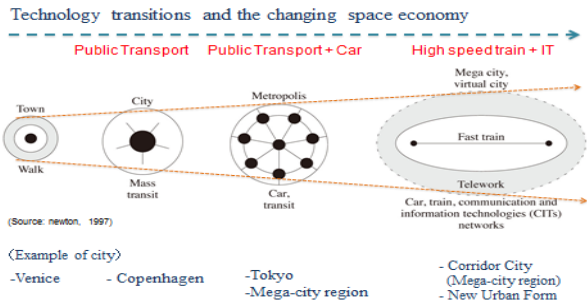 Technology transitions and the changing space economy
Public Transport
Public Transport + Car
High speed train + IT
Mega city,
virtual city
Town
City
Metropolis
Fast train
Walk
Mass
transit
Car,
transit
Telework
Car, train, communication and
information technologies (CITs)
networks
(Source: newton, 1997)
(Example of city)
-Venice
- Copenhagen
-Tokyo
-Mega-city region
- Corridor City
(Mega-city region)
- New Urban Form